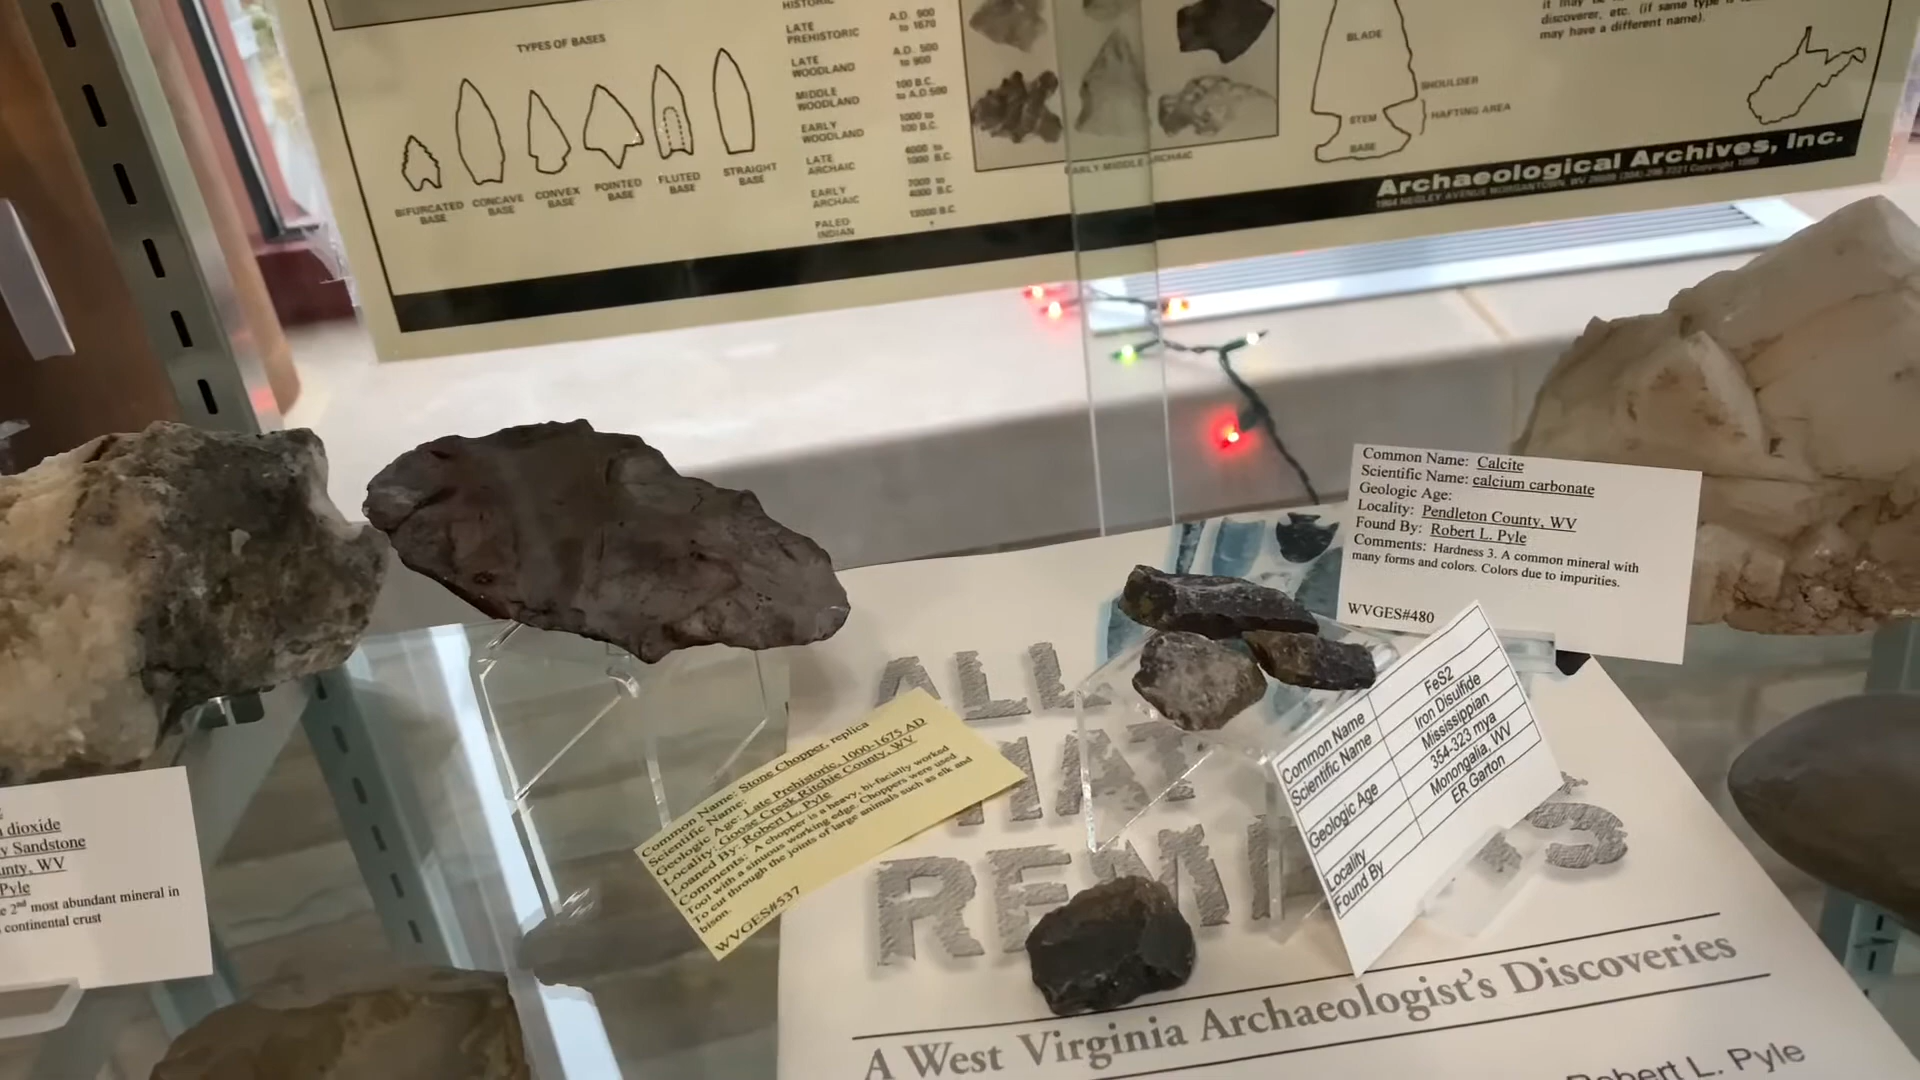 HISTORIC
LATE PREHISTORIC
A.D. 900 to 1670
LATE WOODLAND
A.D. 500 to 900
MIDDLE WOODLAND
100 B.C. to A.D. 500
EARLY WOODLAND
1000 to 100 B.C.
LATE ARCHAIC
4000 to 1000 B.C.
EARLY ARCHAIC
7000 to 4000 B.C.
PALEO INDIAN
12000 B.C.
TYPES OF BASES
BIFURCATED BASE
CONCAVE BASE
CONVEX BASE
POINTED BASE
FLUTED BASE
STRAIGHT BASE
EARLY MIDDLE ARCHAIC
BLADE
SHOULDER
STEM
HAFTING AREA
BASE
it may be
discoverer, etc. (if same type
may have a different name).
Archaeological Archives, Inc.
Common Name: Calcite
Scientific Name: calcium carbonate
Geologic Age:
Locality: Pendleton County, WV
Found By: Robert L. Pyle
Comments: Hardness 3. A common mineral with
many forms and colors. Colors due to impurities.
WVGES#480
Common Name FeS2
Scientific Name Iron Disulfide
Geologic Age Mississippian
354-323 mya
Locality Monongalia, WV
Found By ER Garton
Common Name: Stone Chopper, replica
Scientific Name:
Geologic Age: Late Prehistoric, 1000-1675 AD
Locality: Goose Creek Ritchie County, WV
Loaned By: Robert L. Pyle
Comments: A chopper is a heavy, bi-facially worked
Tool with a sinuous working edge. Choppers were used
To cut through the joints of large animals such as elk and
bison.
WVGES#537
dioxide
y Sandstone
unty, WV
Pyle
e 2nd most abundant mineral in
continental crust
ALL
THAT
REMAINS
A West Virginia Archaeologist's Discoveries
Robert L. Pyle